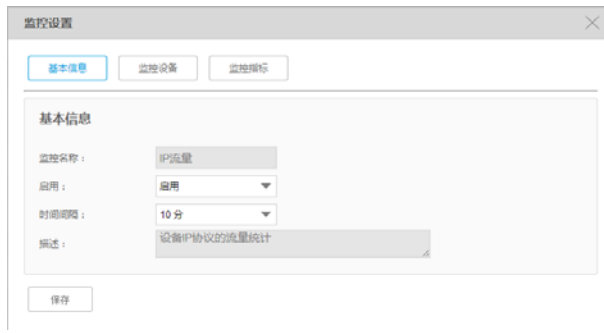 监控设置
基本信息 监控设备 监控指标
基本信息
监控名称： IP流量
启用： 启用
时间间隔： 10 分
描述： 设备IP协议的流量统计
保存